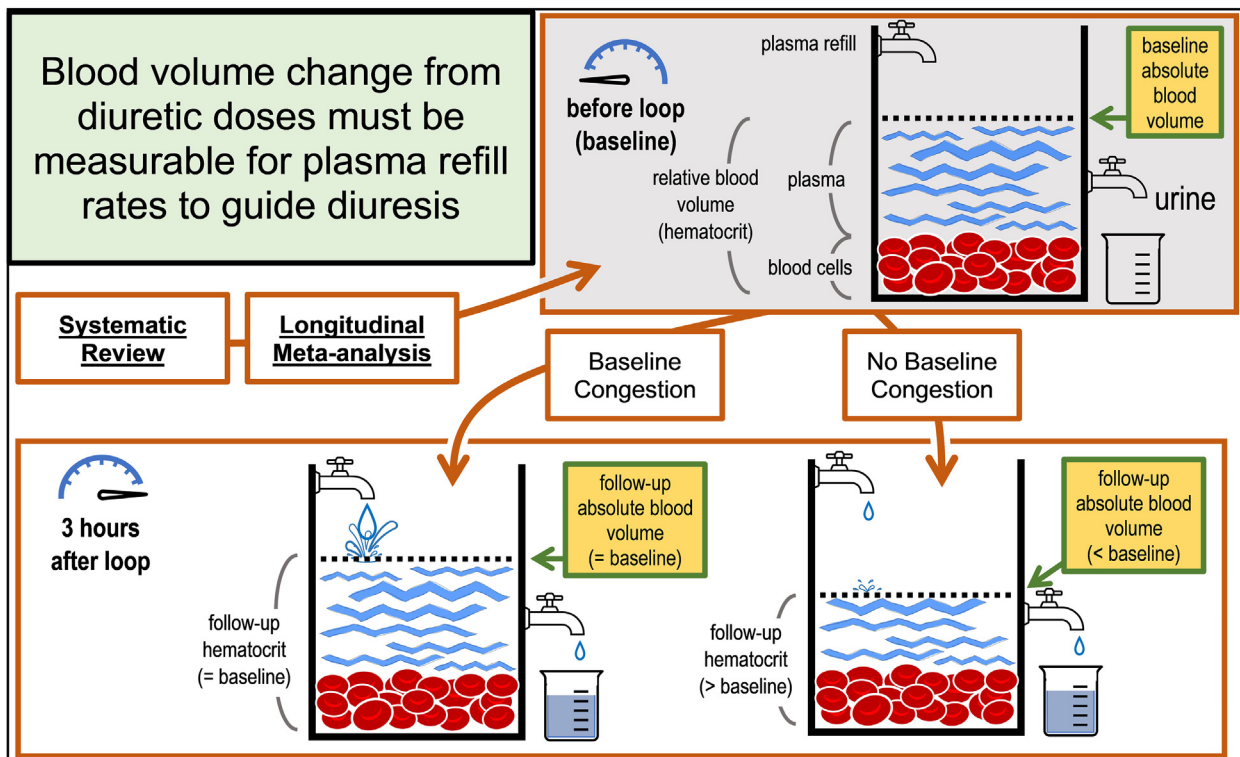 Blood volume change from
diuretic doses must be
measurable for plasma refill
rates to guide diuresis
before loop
(baseline)
plasma refill
relative blood
volume
(hematocrit)
plasma
blood cells
baseline
absolute
blood
volume
urine
Systematic
Review
Longitudinal
Meta-analysis
Baseline
Congestion
No Baseline
Congestion
3 hours
after loop
follow-up
hematocrit
(= baseline)
follow-up
absolute blood
volume
(= baseline)
follow-up
hematocrit
(> baseline)
follow-up
absolute blood
volume
(< baseline)